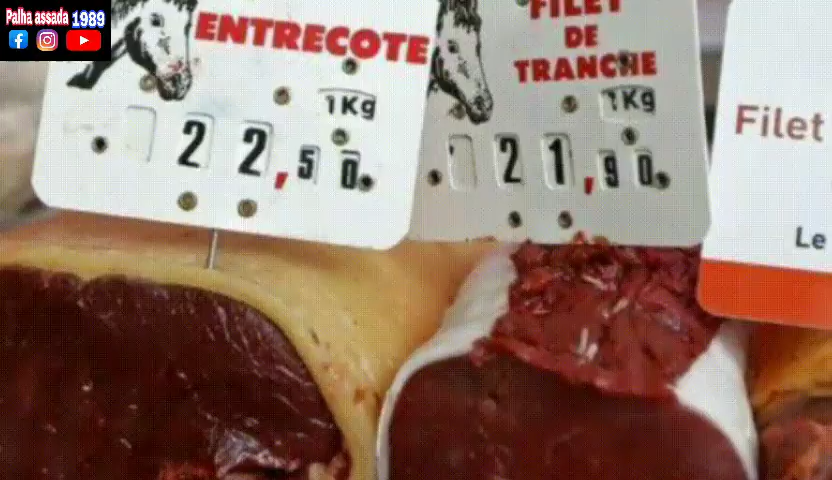 Palha assada 1989
ENTRECOTE
1Kg
22,50
FILET
DE
TRANCHE
1Kg
21,90
Filet
Le